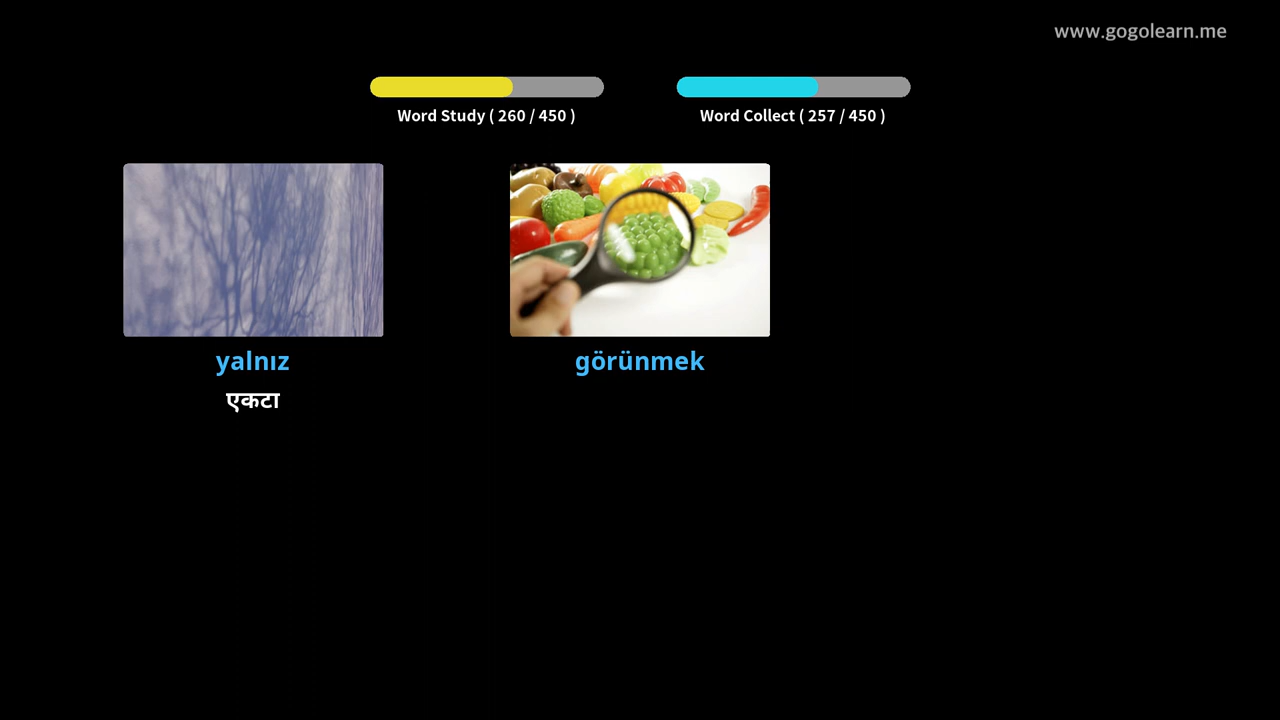 www.gogolearn.me
Word Study ( 260 / 450 )
Word Collect ( 257 / 450 )
yalnız
görünmek
एकटा